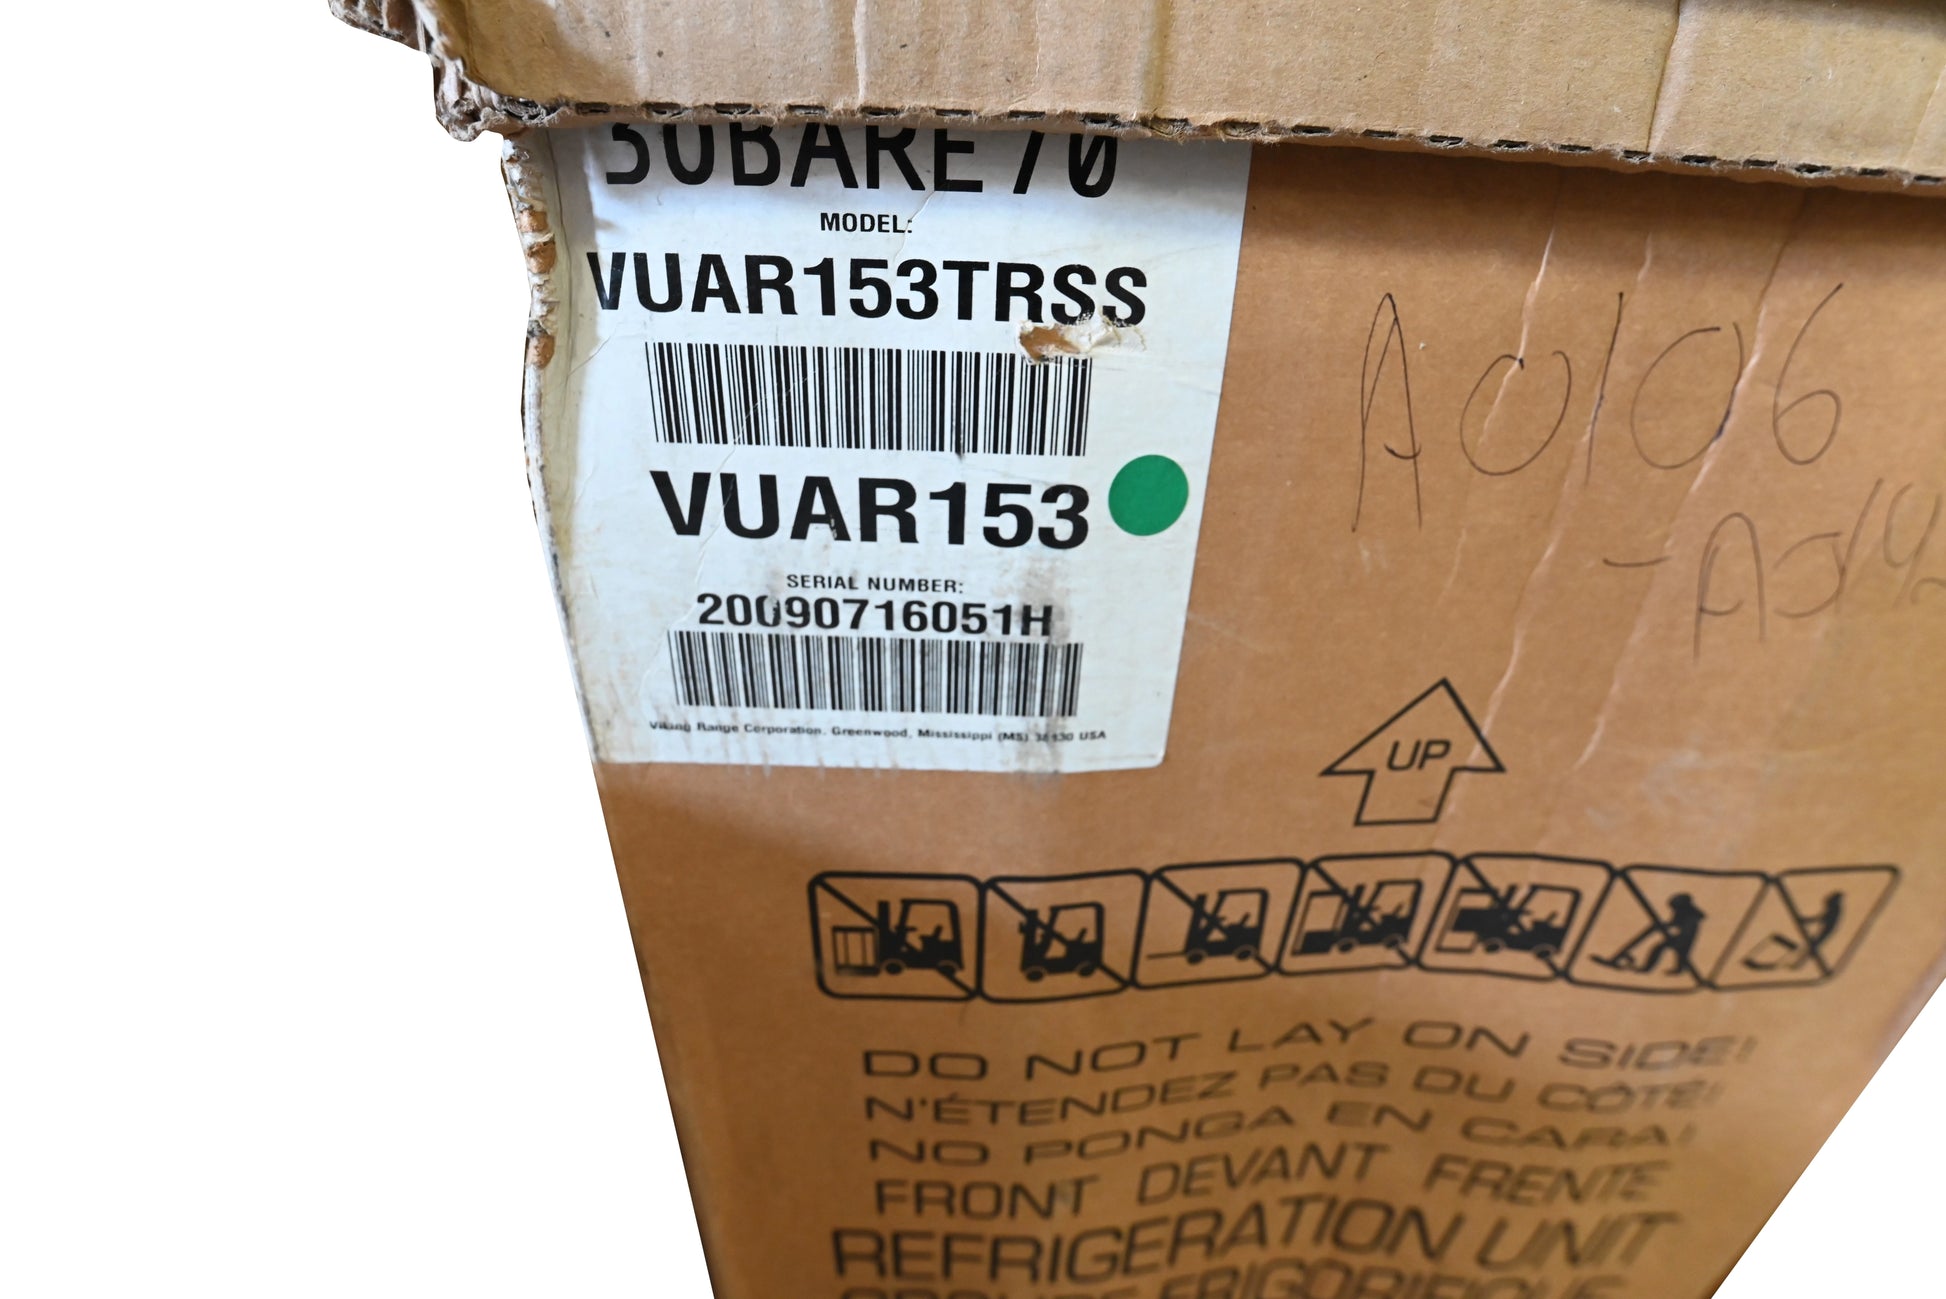 30BARE70
MODEL:
VUAR153TRSS
VUAR153
SERIAL NUMBER:
20090716051H
Viking Range Corporation, Greenwood, Mississippi (MS) 38930 USA
A0106
UP
DO NOT LAY ON SIDE!
N'ÉTENDEZ PAS DU CÔTÉ!
NO PONGA EN CARA!
FRONT DEVANT FRENTE
REFRIGERATION UNIT
FRIGORIFIQUE